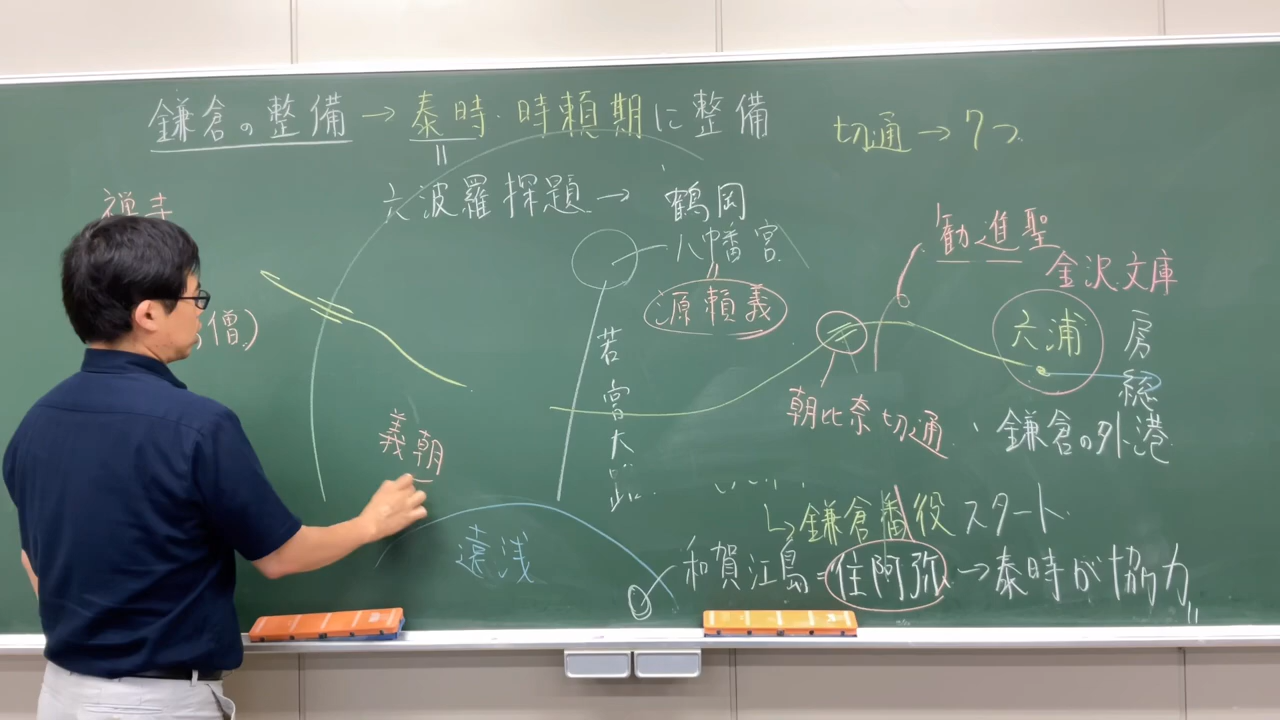 鎌倉の整備→泰時・時頼期に整備
切通→7つ
六波羅探題→
鶴岡
八幡宮
源頼義
禅寺
僧)
若宮大路
勧進聖
金沢文庫
六浦
房
総
朝比奈切通
鎌倉の外港
義朝
遠浅
↳鎌倉番役スタート
和賀江島=往阿弥→泰時が協力